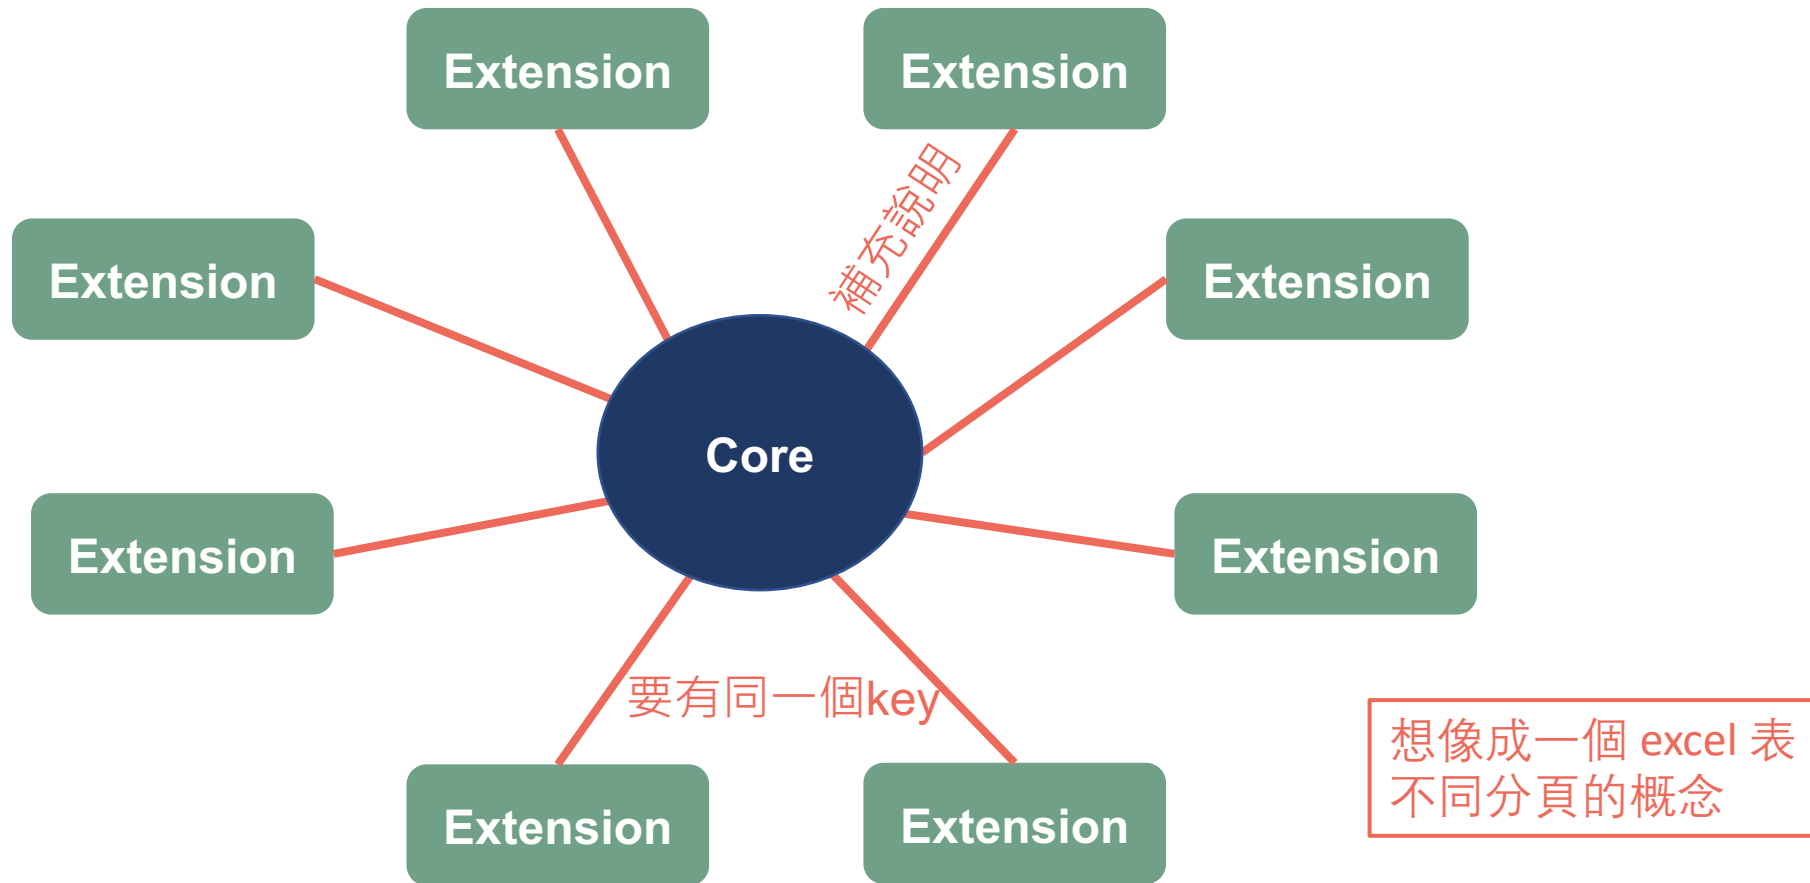 Extension
Extension
補充說明
Extension
Extension
Core
Extension
Extension
要有同一個key
Extension
Extension
想像成一個 excel 表
不同分頁的概念